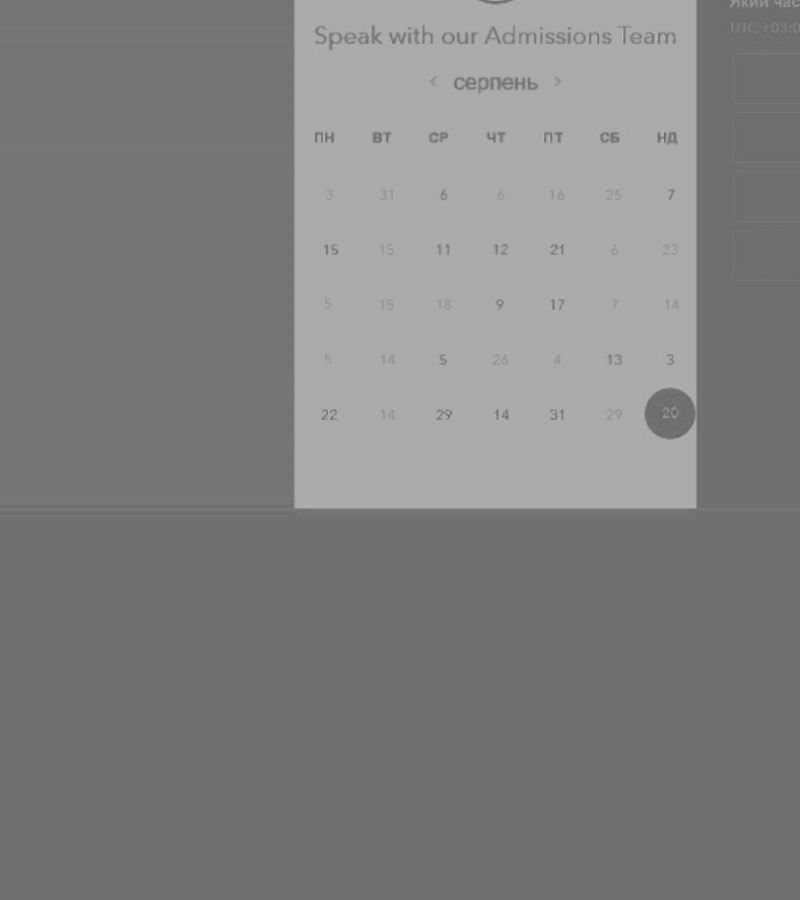 Speak with our Admissions Team
‹ серпень ›
ПН ВТ СР ЧТ ПТ СБ НД
3 31 6 6 16 25 7
15 15 11 12 21 6 23
5 15 18 9 17 7 14
5 14 5 26 4 13 3
22 14 29 14 31 29 20
Який час
UTC +03:0